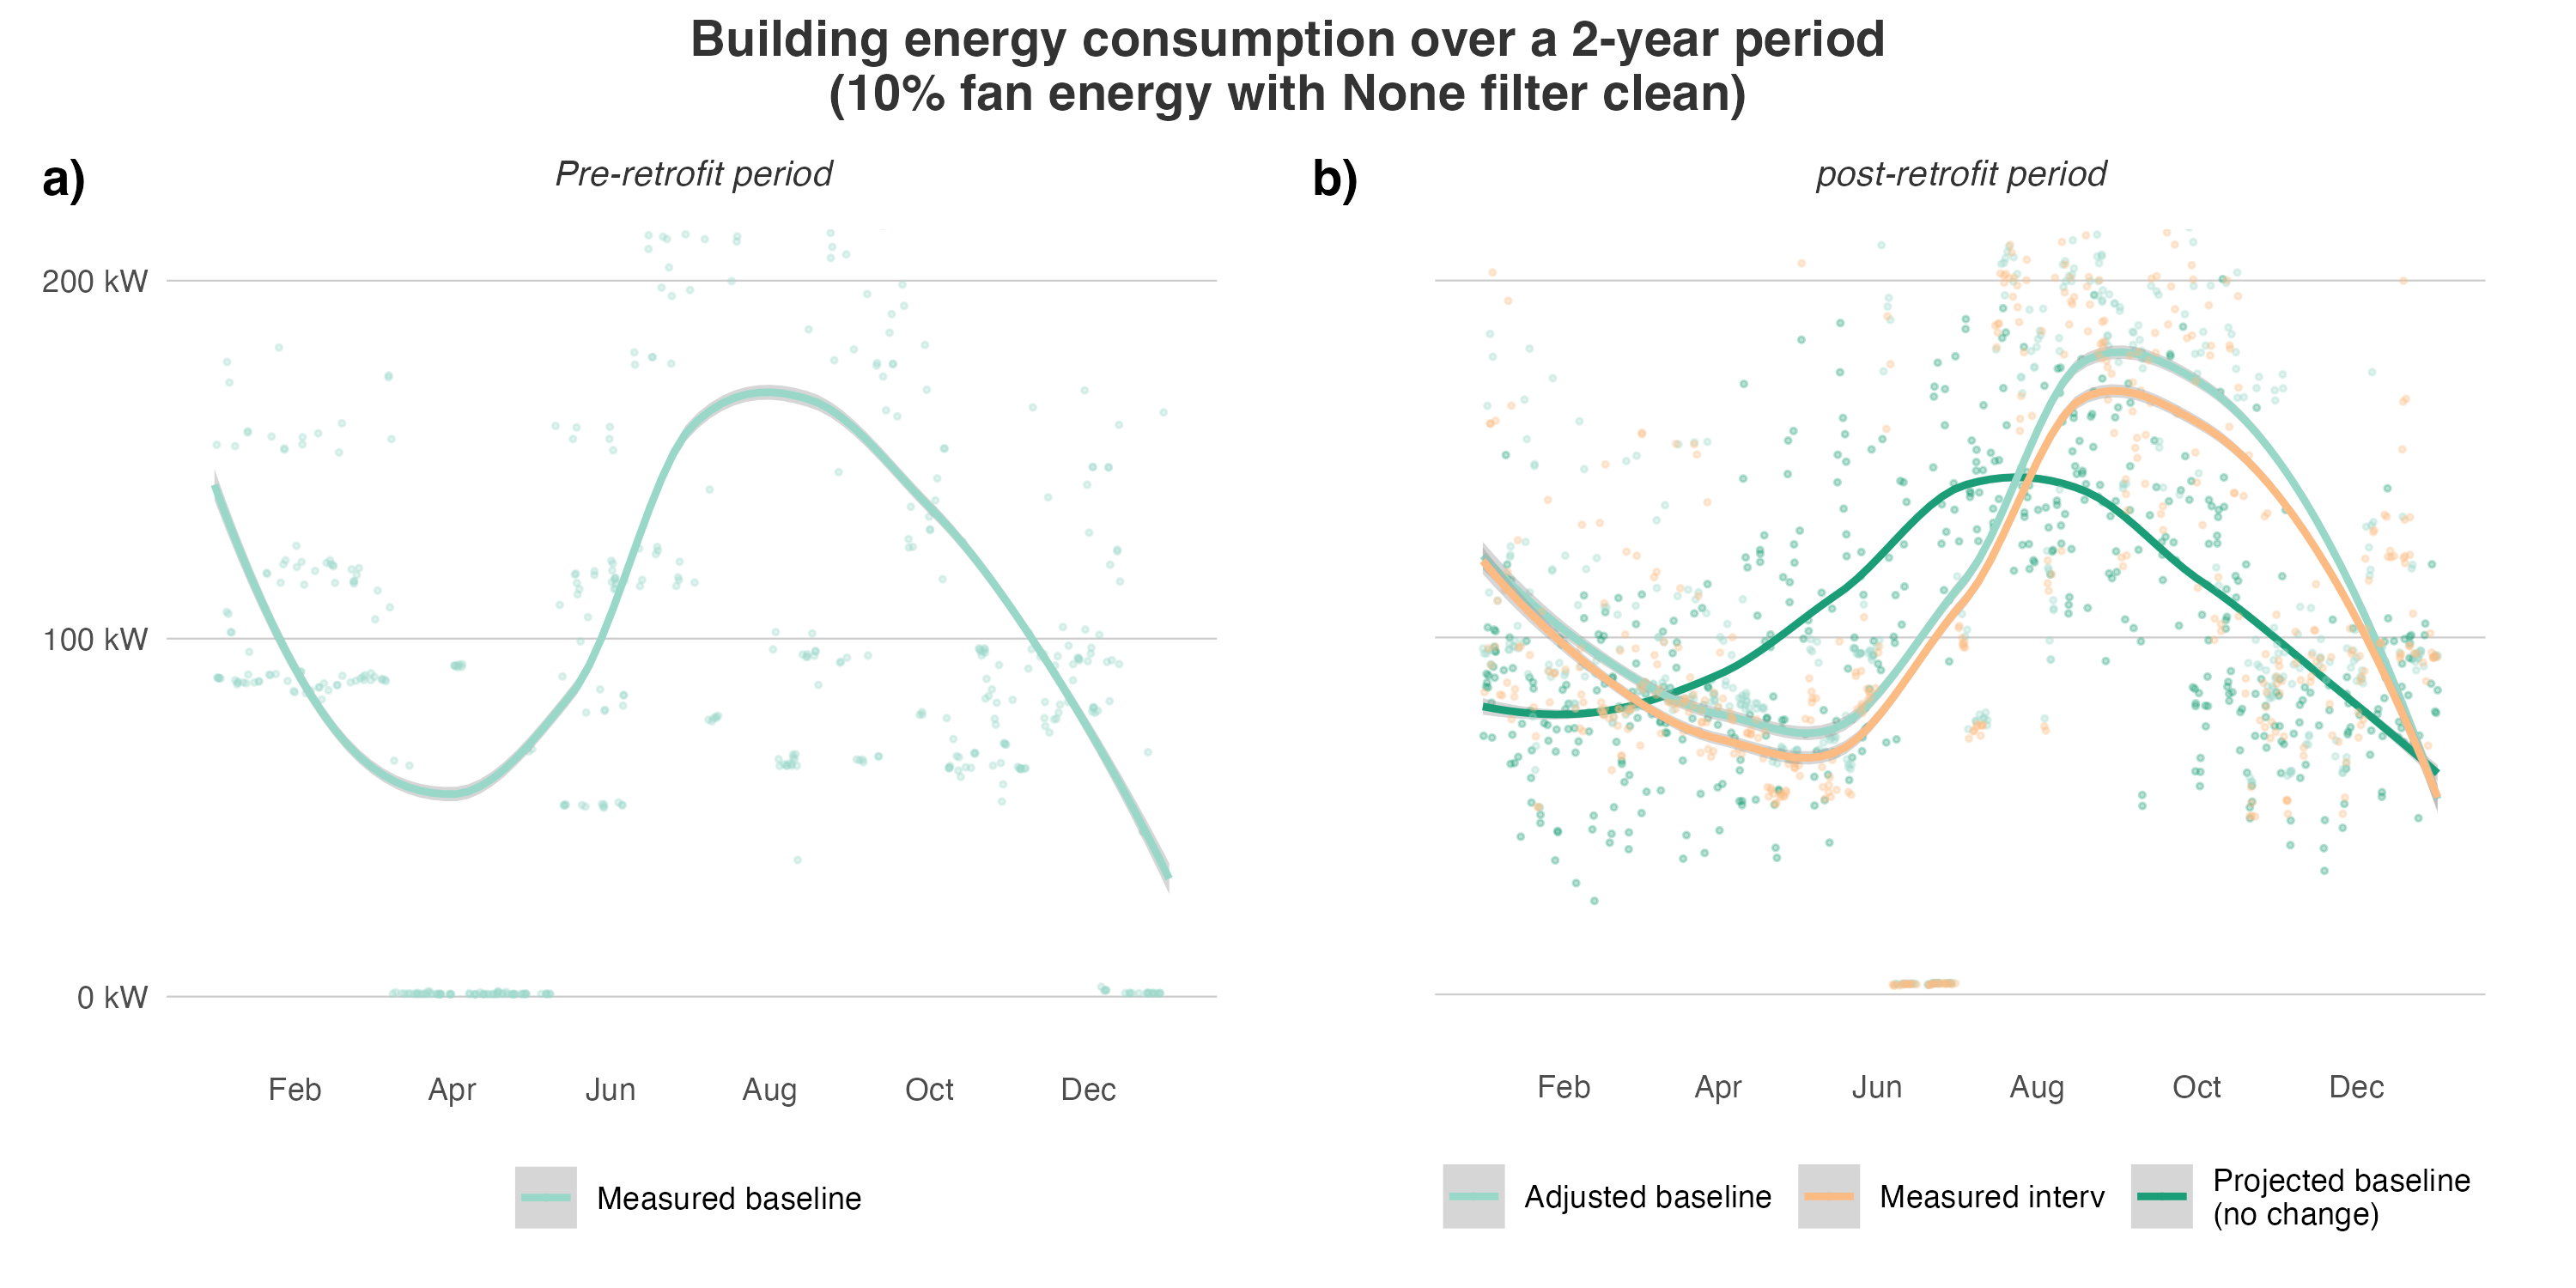 Building energy consumption over a 2-year period
(10% fan energy with None filter clean)
a)
Pre-retrofit period
200 kW
100 kW
0 kW
Feb Apr Jun Aug Oct Dec
Measured baseline
b)
post-retrofit period
Feb Apr Jun Aug Oct Dec
Adjusted baseline
Measured interv
Projected baseline
(no change)